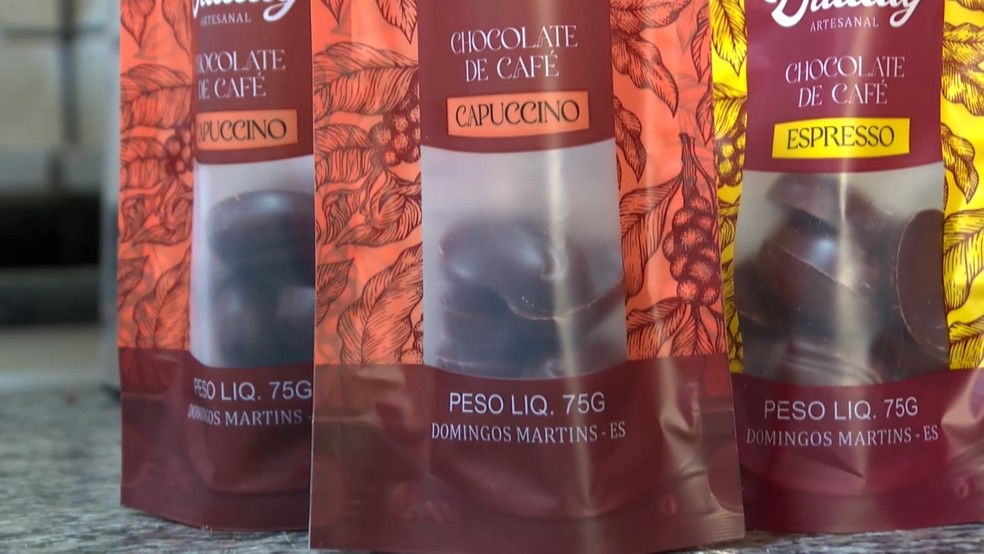 ARTESANAL
CHOCOLATE
DE CAFÉ
CAPUCCINO
PESO LIQ. 75G
DOMINGOS MARTINS -
CHOCOLATE
DE CAFÉ
CAPUCCINO
PESO LIQ. 75G
DOMINGOS MARTINS - ES
ARTESANAL
CHOCOLATE
DE CAFÉ
ESPRESSO
PESO LIQ. 75G
DOMINGOS MARTINS - ES